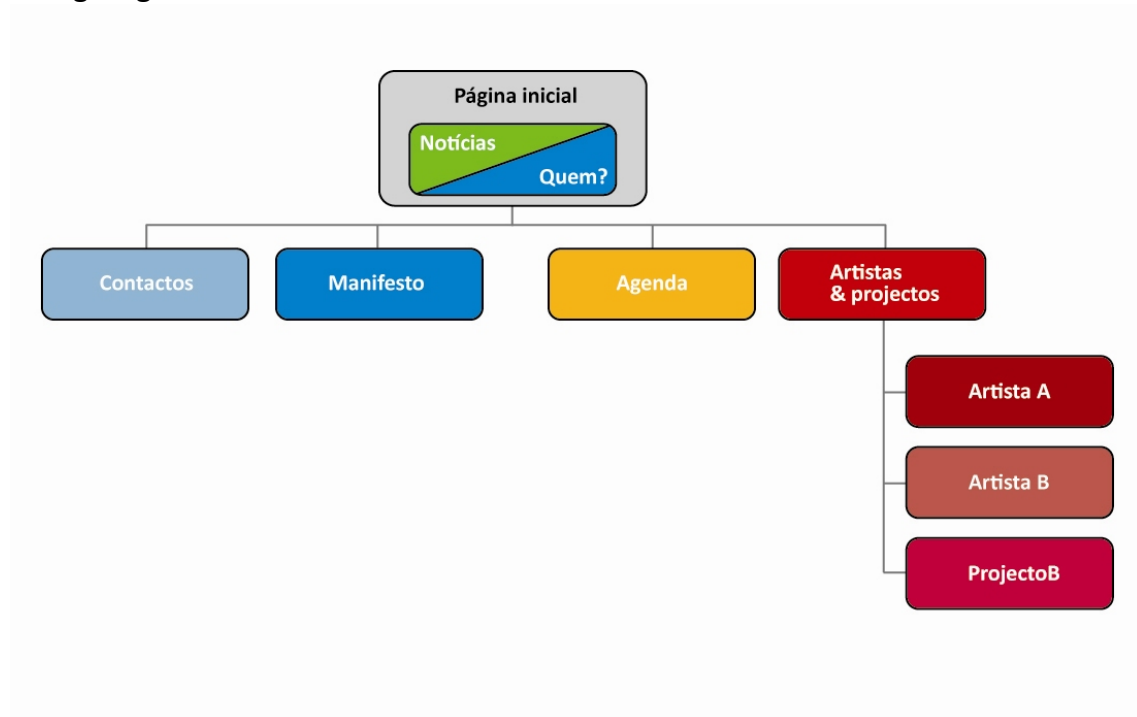 Página inicial
Notícias
Quem?
Contactos
Manifesto
Agenda
Artistas
& projectos
Artista A
Artista B
ProjectoB